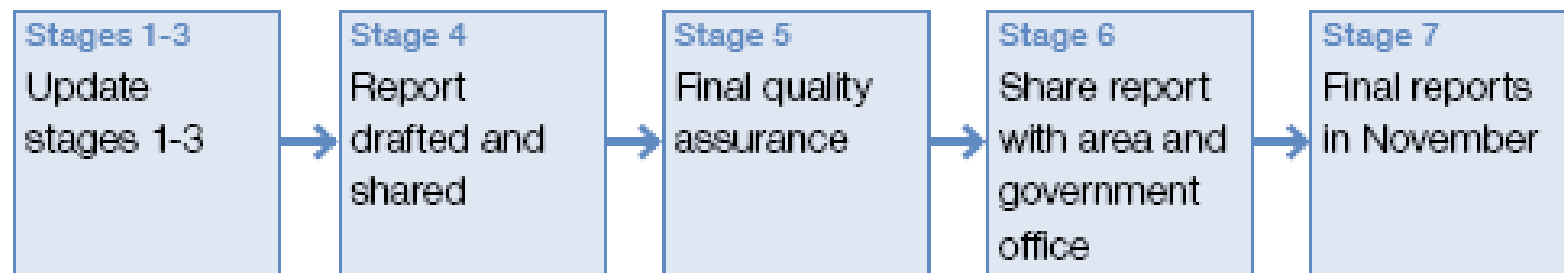 Stages 1-3
Update
stages 1-3
Stage 4
Report
drafted and
shared
Stage 5
Final quality
assurance
Stage 6
Share report
with area and
government
office
Stage 7
Final reports
in November